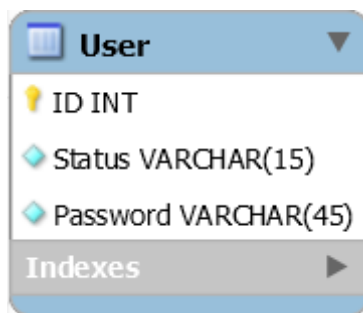 User
ID INT
Status VARCHAR(15)
Password VARCHAR(45)
Indexes